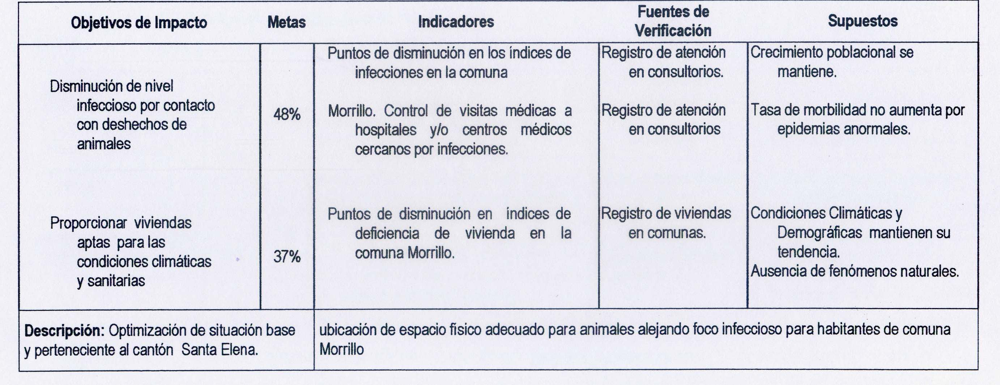 Objetivos de Impacto
Metas
Indicadores
Fuentes de
Verificación
Supuestos
Disminución de nivel
infeccioso por contacto
con deshechos de
animales
48%
Puntos de disminución en los índices de
infecciones en la comuna
Morrillo. Control de visitas médicas a
hospitales y/o centros médicos
cercanos por infecciones.
Registro de atención
en consultorios.
Registro de atención
en consultorios
Crecimiento poblacional se
mantiene.
Tasa de morbilidad no aumenta por
epidemias anormales.
Proporcionar viviendas
aptas para las
condiciones climáticas
y sanitarias
37%
Puntos de disminución en índices de
deficiencia de vivienda en la
comuna Morrillo.
Registro de viviendas
en comunas.
Condiciones Climáticas y
Demográficas mantienen su
tendencia.
Ausencia de fenómenos naturales.
Descripción: Optimización de situación base
y perteneciente al cantón Santa Elena.
ubicación de espacio físico adecuado para animales alejando foco infeccioso para habitantes de comuna
Morrillo